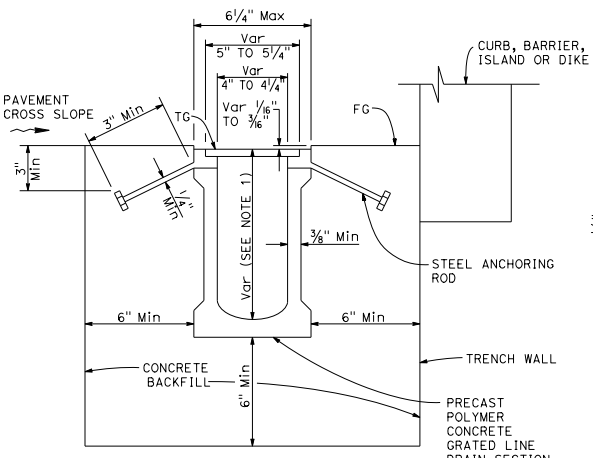 6¼" Max
Var
5" TO 5¼"
Var
4" TO 4¼"
Var 1/16"
TO 3/16"
CURB, BARRIER,
ISLAND OR DIKE
PAVEMENT
CROSS SLOPE
3" Min
TG
FG
3"
Min
¼"
Min
Var (SEE NOTE 1)
⅜" Min
STEEL ANCHORING
ROD
6" Min
6" Min
TRENCH WALL
CONCRETE
BACKFILL
6" Min
PRECAST
POLYMER
CONCRETE
GRATED LINE
DRAIN SECTION